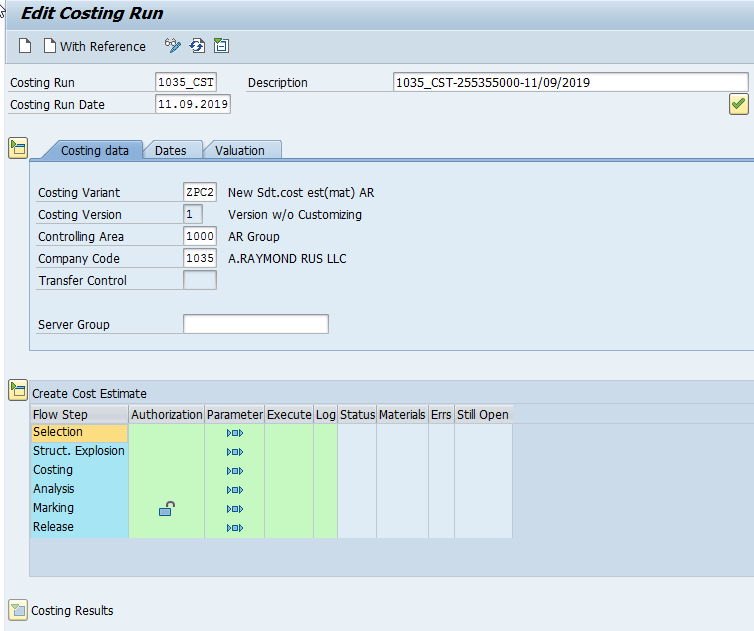 Edit Costing Run
With Reference
Costing Run 1035_CST Description 1035_CST-255355000-11/09/2019
Costing Run Date 11.09.2019
Costing data Dates Valuation
Costing Variant ZPC2 New Sdt.cost est(mat) AR
Costing Version 1 Version w/o Customizing
Controlling Area 1000 AR Group
Company Code 1035 A.RAYMOND RUS LLC
Transfer Control
Server Group
Create Cost Estimate
Flow Step Authorization Parameter Execute Log Status Materials Errs Still Open
Selection
Struct. Explosion
Costing
Analysis
Marking
Release
Costing Results